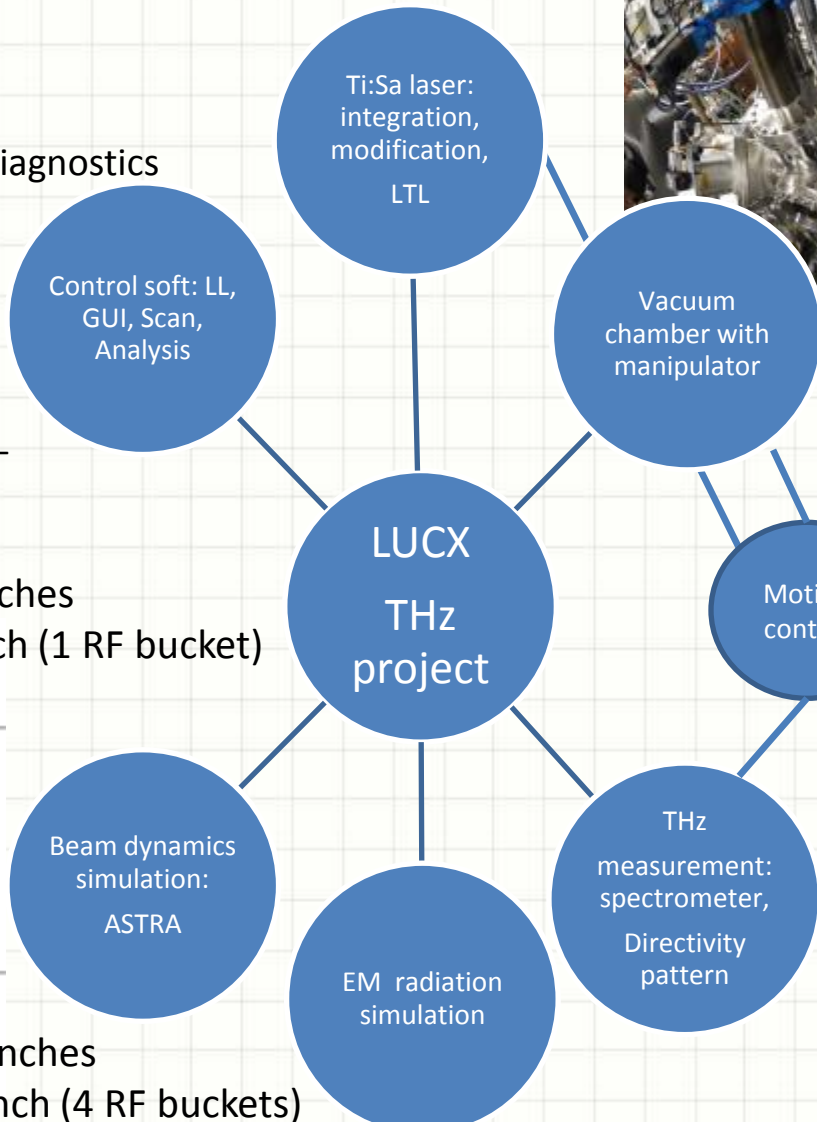 Ti:Sa laser:
integration,
modification,
LTL
iagnostics
Control soft: LL,
GUI, Scan,
Analysis
Vacuum
chamber with
manipulator
LUCX
THz
project
Moti
cont
ches
ch (1 RF bucket)
Beam dynamics
simulation:
ASTRA
THz
measurement:
spectrometer,
Directivity
pattern
EM radiation
simulation
nches
nch (4 RF buckets)